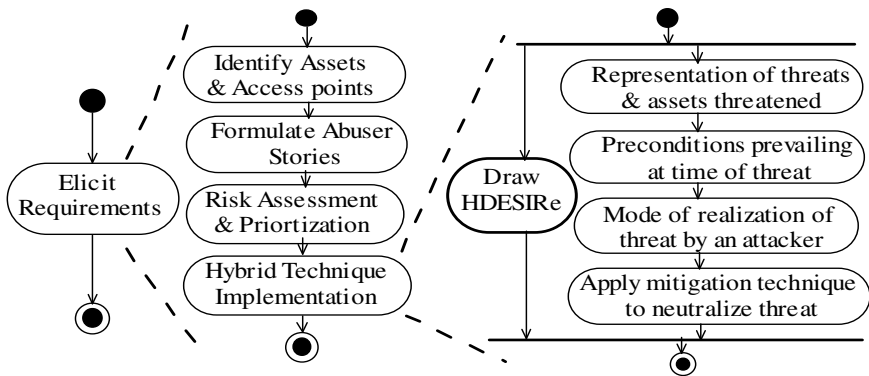 Elicit
Requirements
Identify Assets
& Access points
Formulate Abuser
Stories
Risk Assessment
& Priortization
Hybrid Technique
Implementation
Draw
HDESIRe
Representation of threats
& assets threatened
Preconditions prevailing
at time of threat
Mode of realization of
threat by an attacker
Apply mitigation technique
to neutralize threat